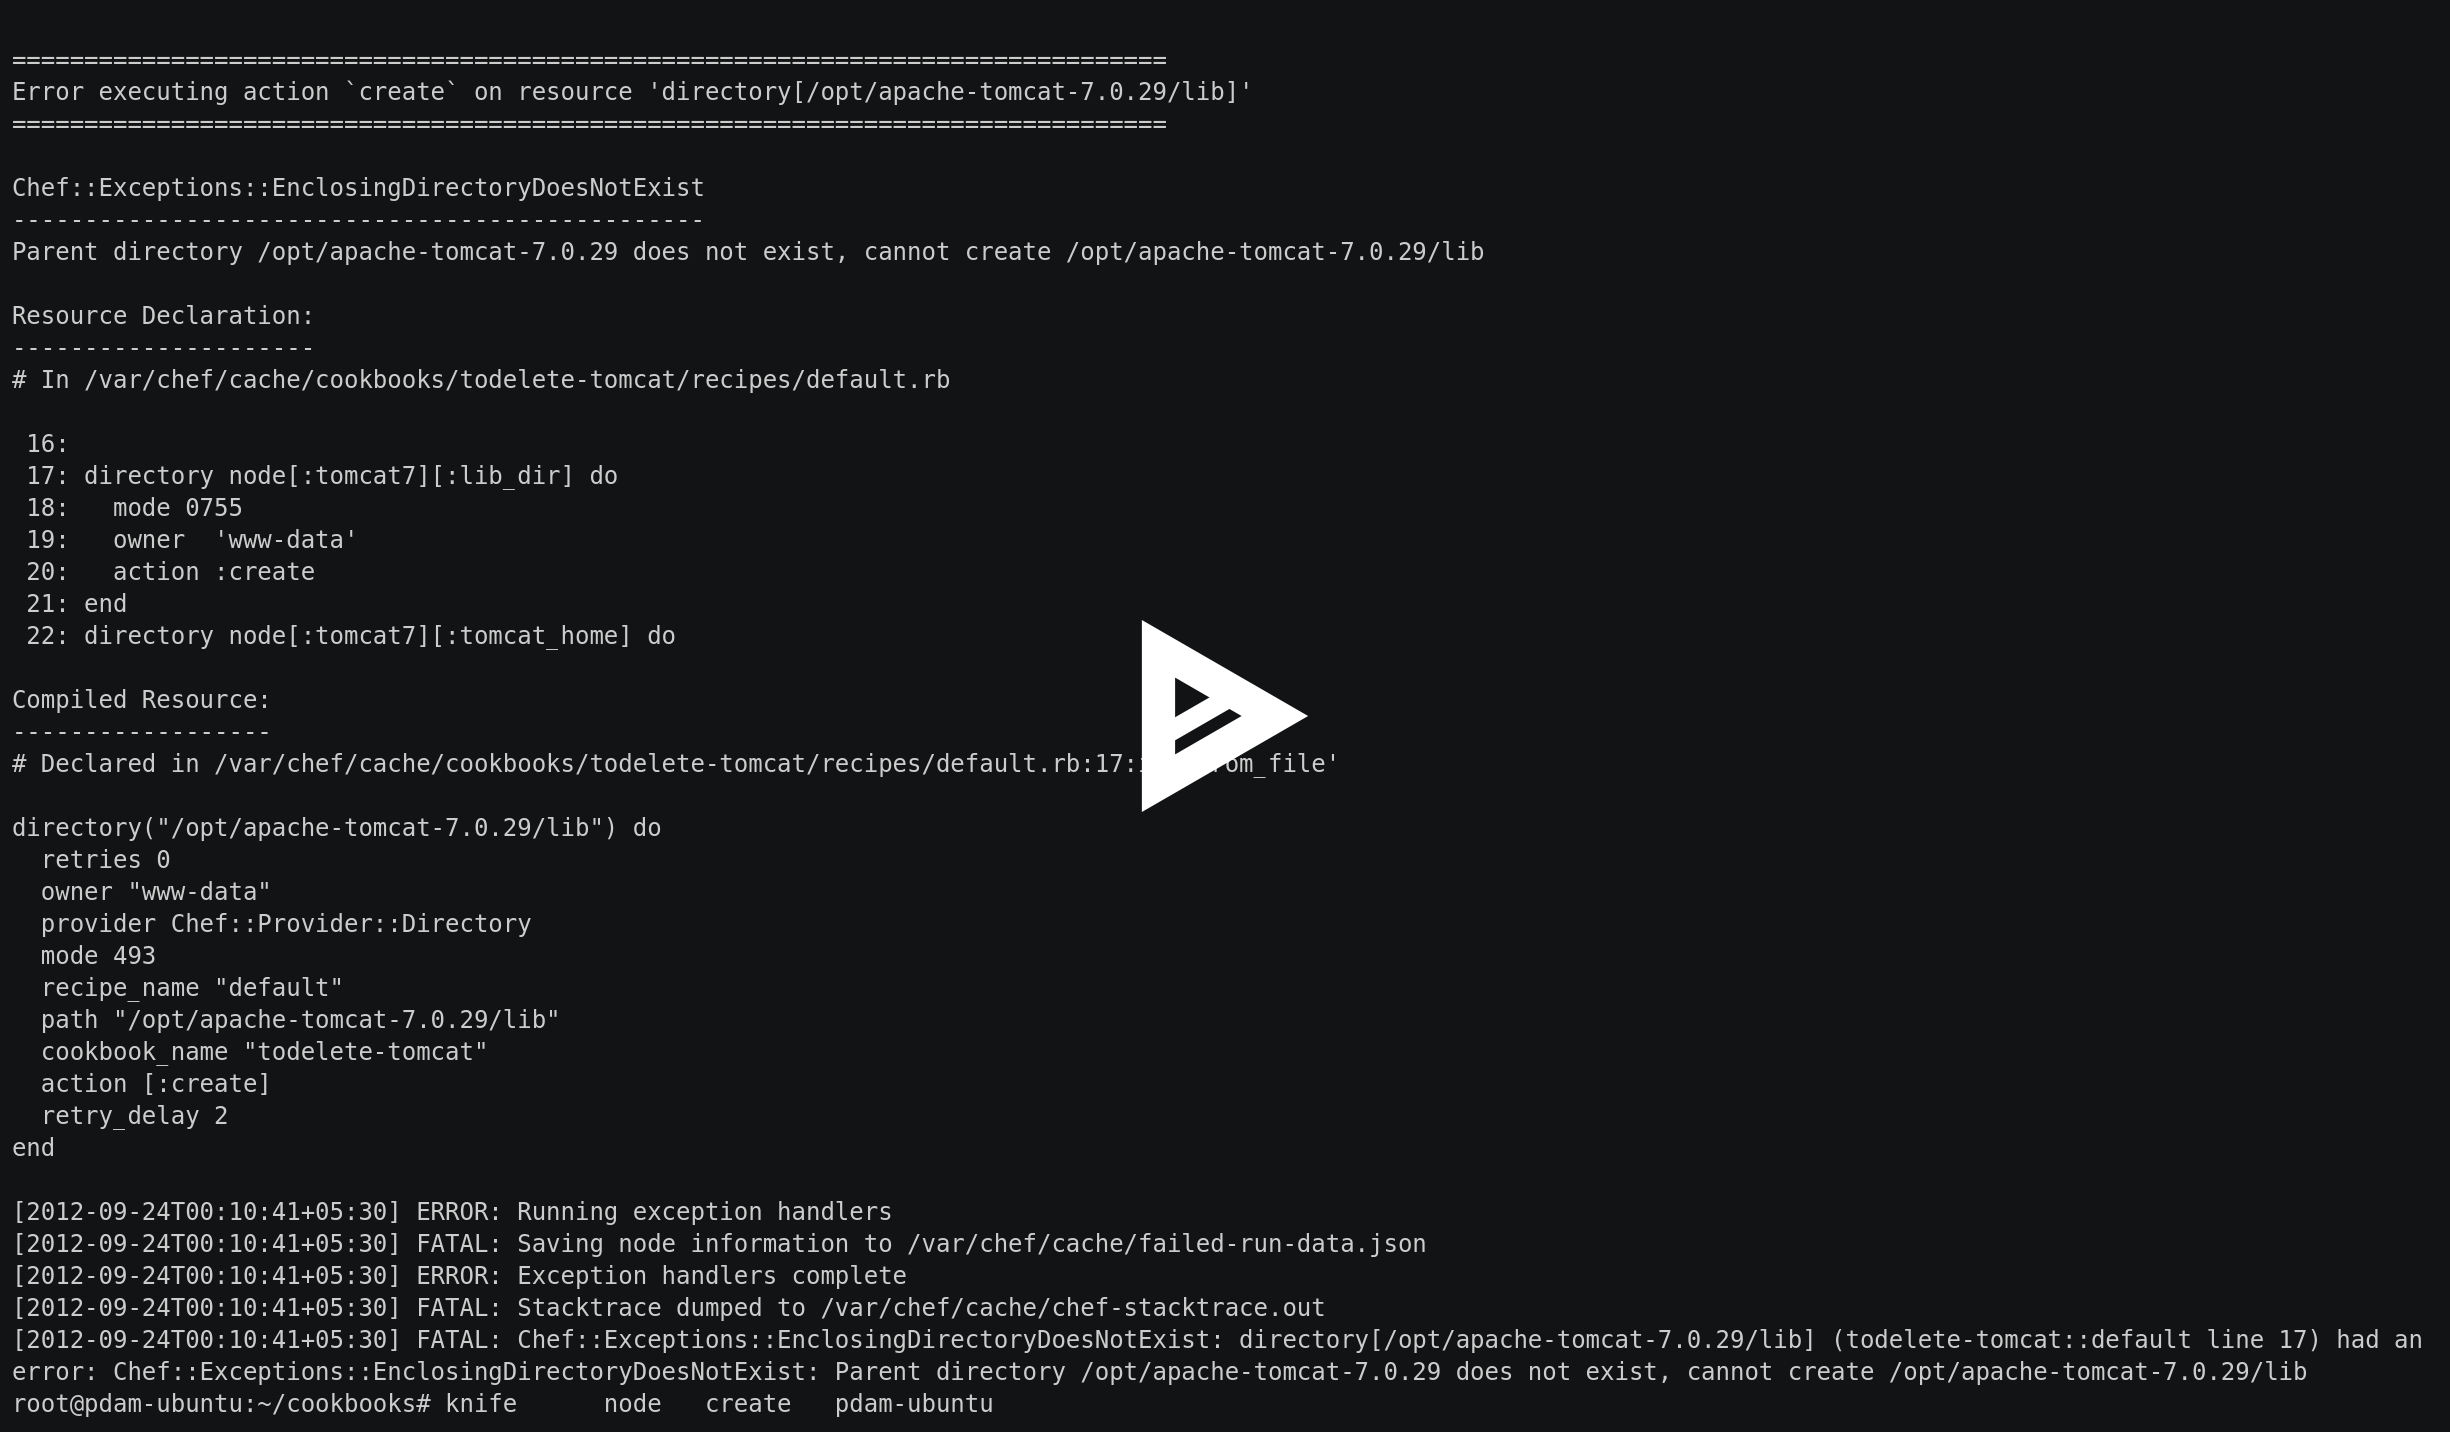 ================================================================================
Error executing action `create` on resource 'directory[/opt/apache-tomcat-7.0.29/lib]'
================================================================================
Chef::Exceptions::EnclosingDirectoryDoesNotExist
------------------------------------------------
Parent directory /opt/apache-tomcat-7.0.29 does not exist, cannot create /opt/apache-tomcat-7.0.29/lib
Resource Declaration:
---------------------
# In /var/chef/cache/cookbooks/todelete-tomcat/recipes/default.rb
 16:
 17: directory node[:tomcat7][:lib_dir] do
 18:   mode 0755
 19:   owner  'www-data'
 20:   action :create
 21: end
 22: directory node[:tomcat7][:tomcat_home] do
Compiled Resource:
------------------
# Declared in /var/chef/cache/cookbooks/todelete-tomcat/recipes/default.rb:17: om_file'
directory("/opt/apache-tomcat-7.0.29/lib") do
  retries 0
  owner "www-data"
  provider Chef::Provider::Directory
  mode 493
  recipe_name "default"
  path "/opt/apache-tomcat-7.0.29/lib"
  cookbook_name "todelete-tomcat"
  action [:create]
  retry_delay 2
end
[2012-09-24T00:10:41+05:30] ERROR: Running exception handlers
[2012-09-24T00:10:41+05:30] FATAL: Saving node information to /var/chef/cache/failed-run-data.json
[2012-09-24T00:10:41+05:30] ERROR: Exception handlers complete
[2012-09-24T00:10:41+05:30] FATAL: Stacktrace dumped to /var/chef/cache/chef-stacktrace.out
[2012-09-24T00:10:41+05:30] FATAL: Chef::Exceptions::EnclosingDirectoryDoesNotExist: directory[/opt/apache-tomcat-7.0.29/lib] (todelete-tomcat::default line 17) had an
error: Chef::Exceptions::EnclosingDirectoryDoesNotExist: Parent directory /opt/apache-tomcat-7.0.29 does not exist, cannot create /opt/apache-tomcat-7.0.29/lib
root@pdam-ubuntu:~/cookbooks# knife      node   create   pdam-ubuntu